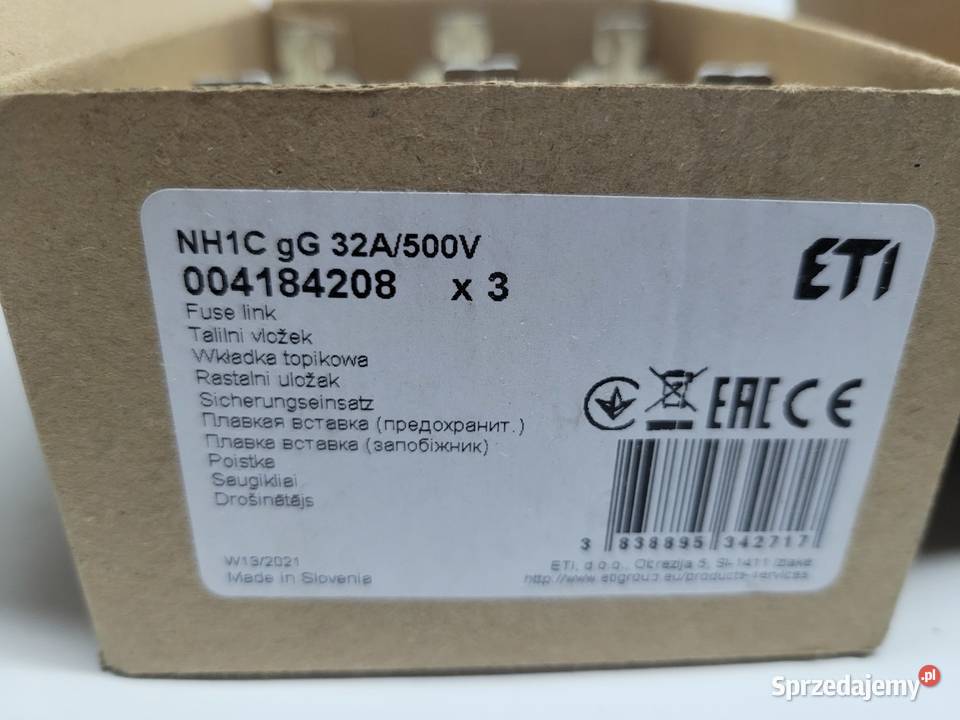 NH1C gG 32A/500V
004184208 x 3
ETI
Fuse link
Talilni vložek
Wkładka topikowa
Rastalni uložak
Sicherungseinsatz
Плавкая вставка (предохранит.)
Плавка вставка (запобіжник)
Poistka
Saugikliai
Drošinātājs
EAC CE
3 838895 342717
W13/2021
Made in Slovenia
ETI, d.o.o., Obrezija 5, SI-1411 Izlake
http://www.etigroup.eu/products-services
Sprzedajemy.pl